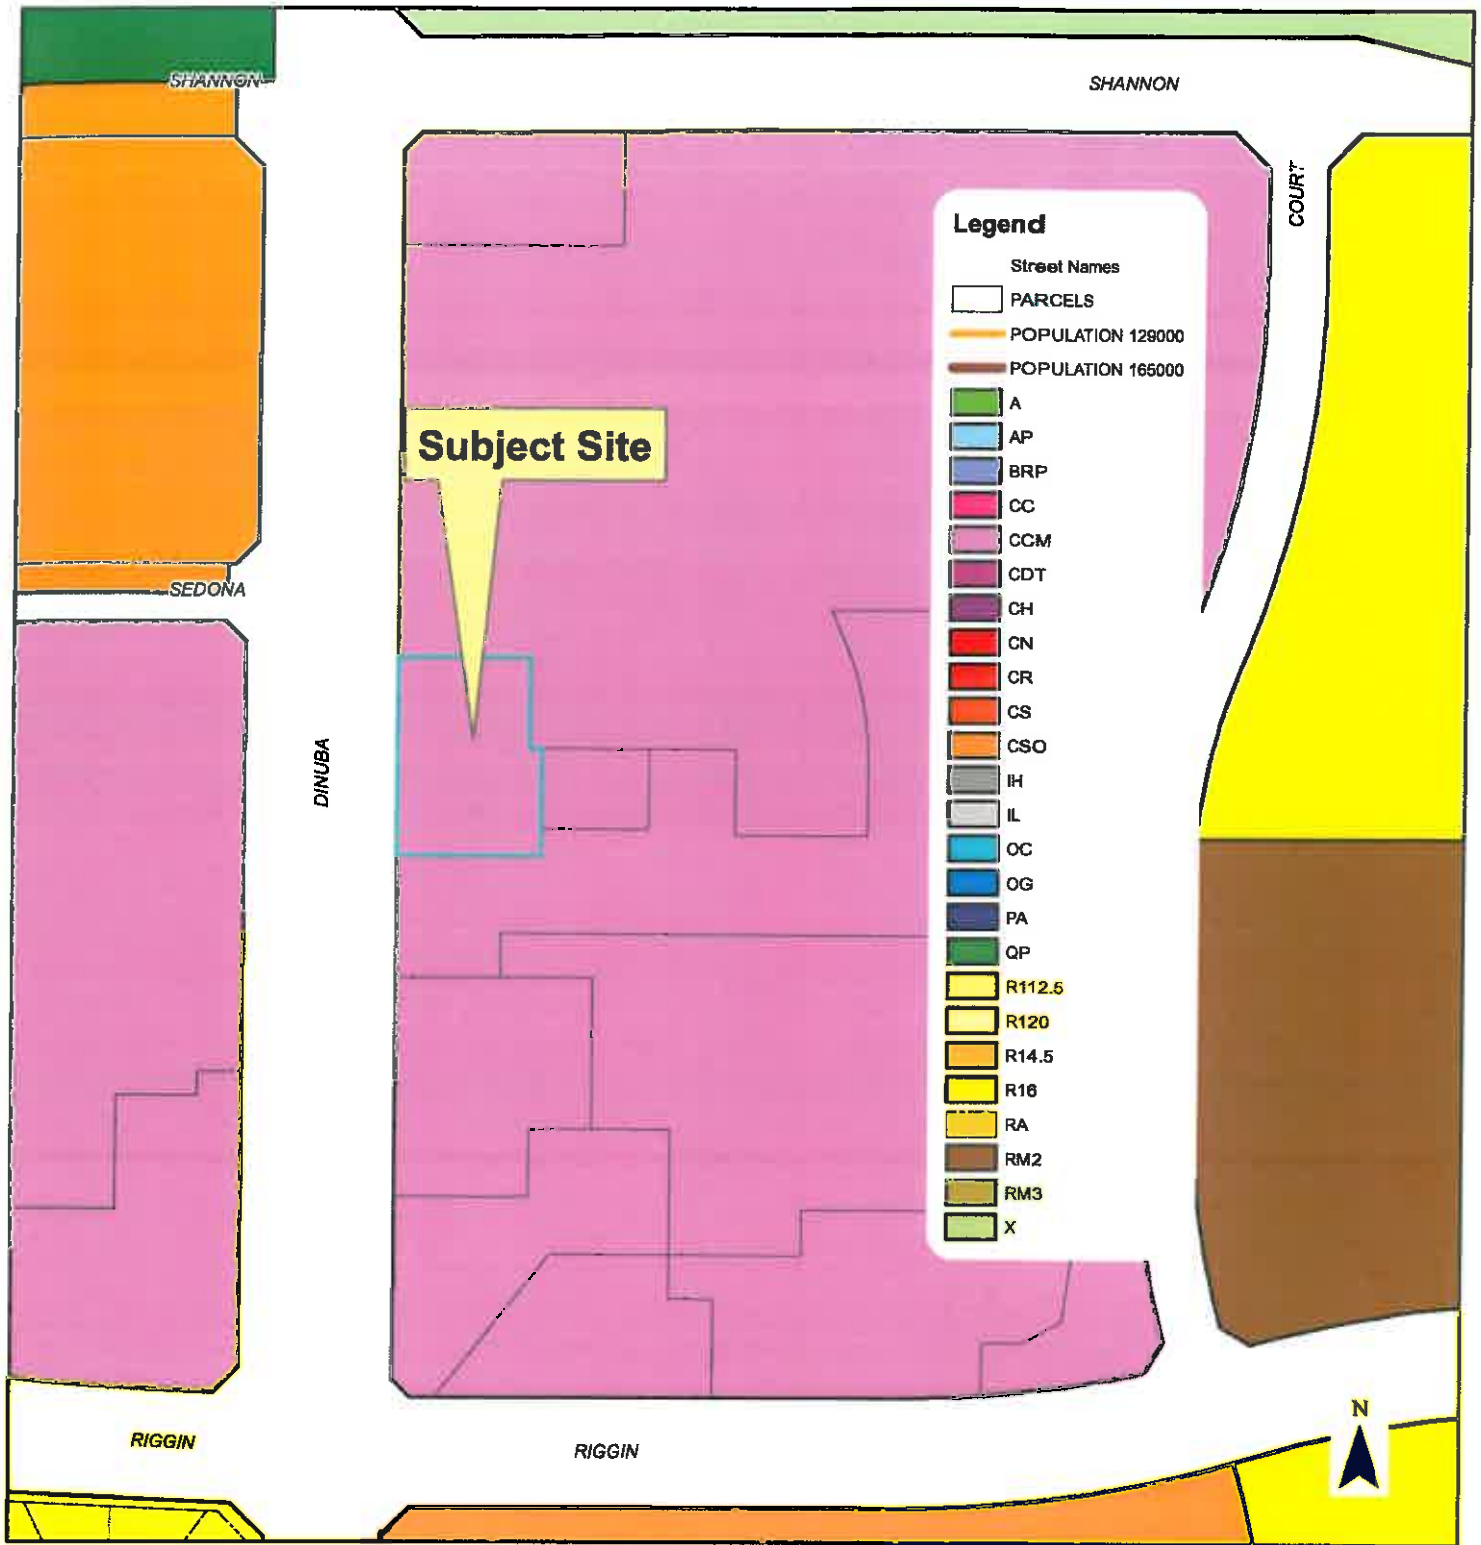 SHANNON
SHANNON
COURT
Legend
Street Names
PARCELS
POPULATION 129000
POPULATION 165000
A
AP
BRP
CC
CCM
CDT
CH
CN
CR
CS
CSO
IH
IL
OC
OG
PA
QP
R112.5
R120
R14.5
R16
RA
RM2
RM3
X
Subject Site
SEDONA
DINUBA
RIGGIN
RIGGIN
N